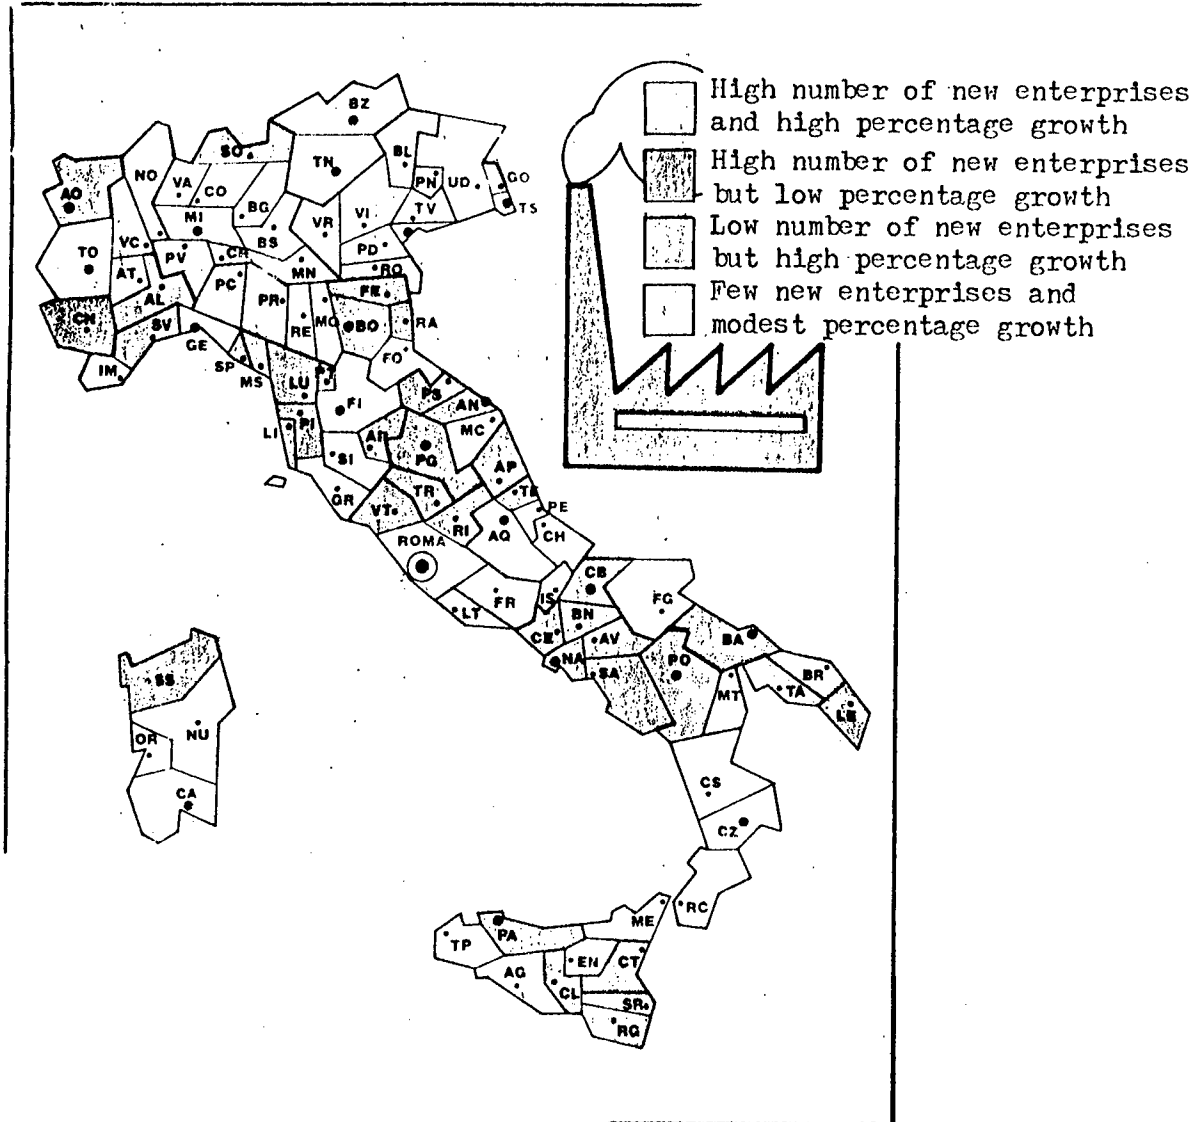 High number of new enterprises
and high percentage growth
High number of new enterprises
but low percentage growth
Low number of new enterprises
but high percentage growth
Few new enterprises and
modest percentage growth
BZ
SO
TN
BL
NO
VA
CO
PN
UD
GO
TS
AO
MI
BG
VR
VI
TV
TO
VC
PV
CR
BS
PD
AT
PC
MN
RO
AL
PR
FE
CN
SV
RE
MO
BO
RA
GE
FO
IM
SP
MS
LU
FI
PS
AN
LI
PI
AR
MC
SI
PG
AP
GR
VT
TR
TE
PE
RI
AQ
CH
ROMA
CB
FR
IS
LT
BN
FG
CE
AV
BA
NA
SA
PO
MT
BR
TA
LE
SS
OR
NU
CA
CS
CZ
RC
ME
TP
PA
AG
EN
CT
CL
SR
RG